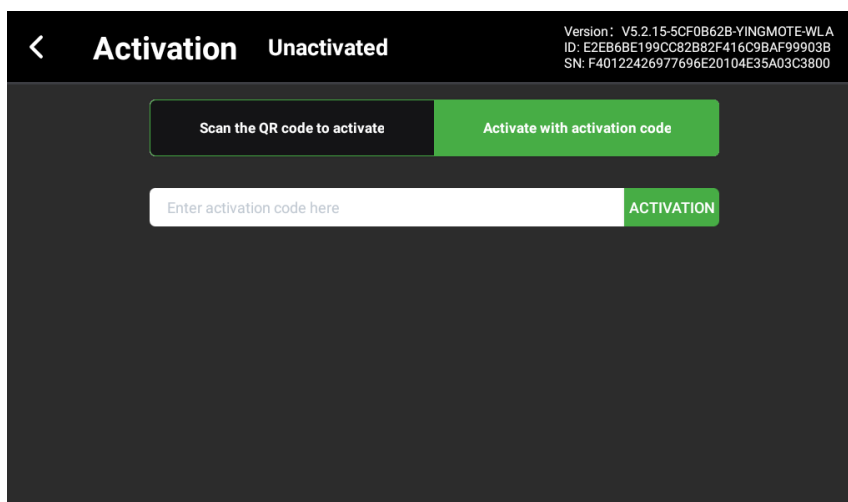 Activation Unactivated
Version：V5.2.15-5CF0B62B-YINGMOTE-WLA
ID: E2EB6BE199CC82B82F416C9BAF99903B
SN: F40122426977696E20104E35A03C3800
Scan the QR code to activate
Activate with activation code
Enter activation code here
ACTIVATION